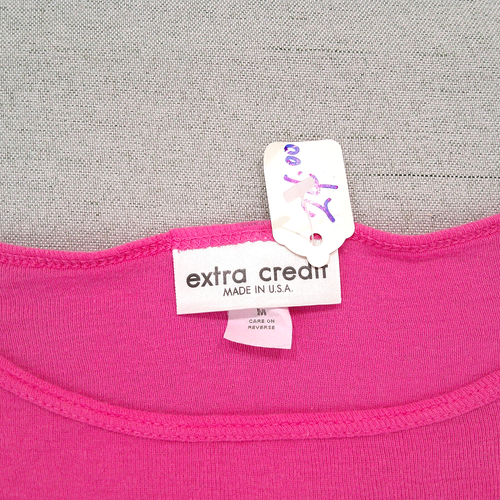 extra credit
MADE IN U.S.A.
M
CARE ON
REVERSE